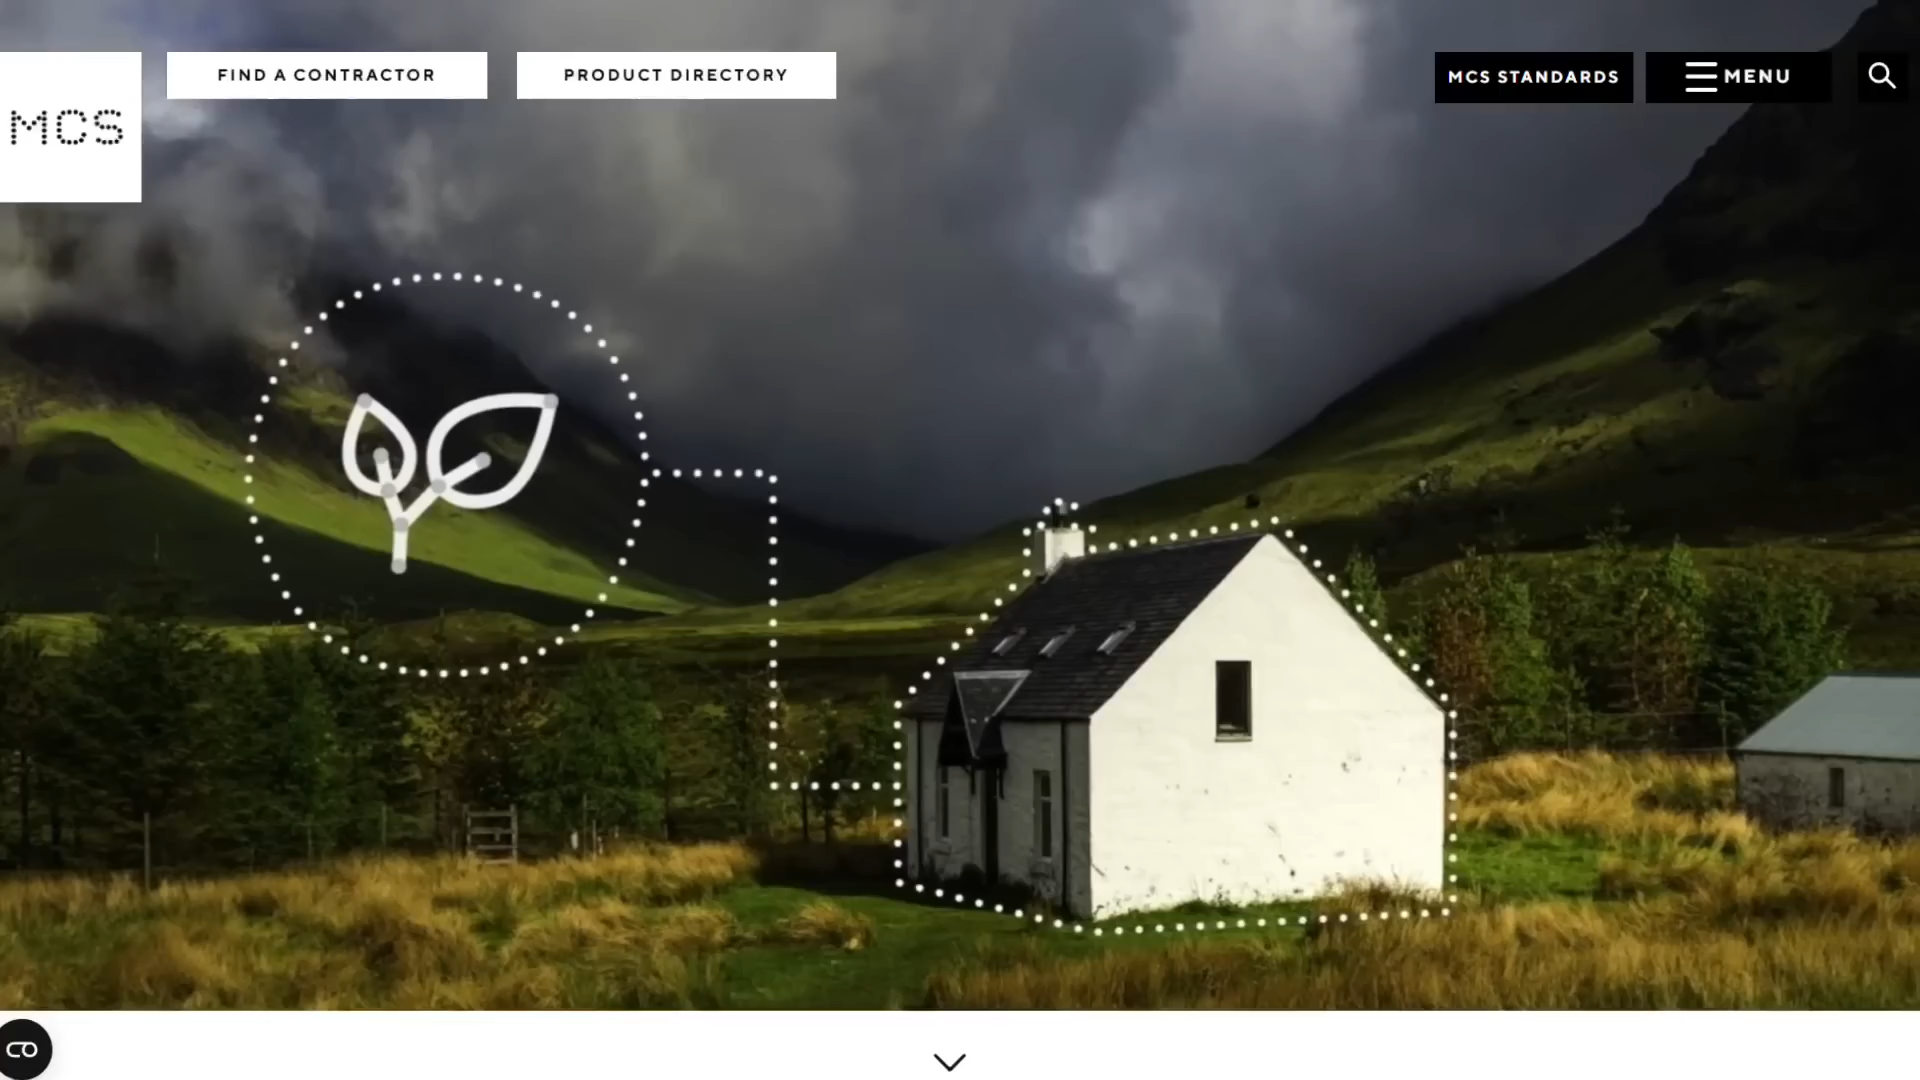 FIND A CONTRACTOR
PRODUCT DIRECTORY
MCS STANDARDS
MENU
MCS